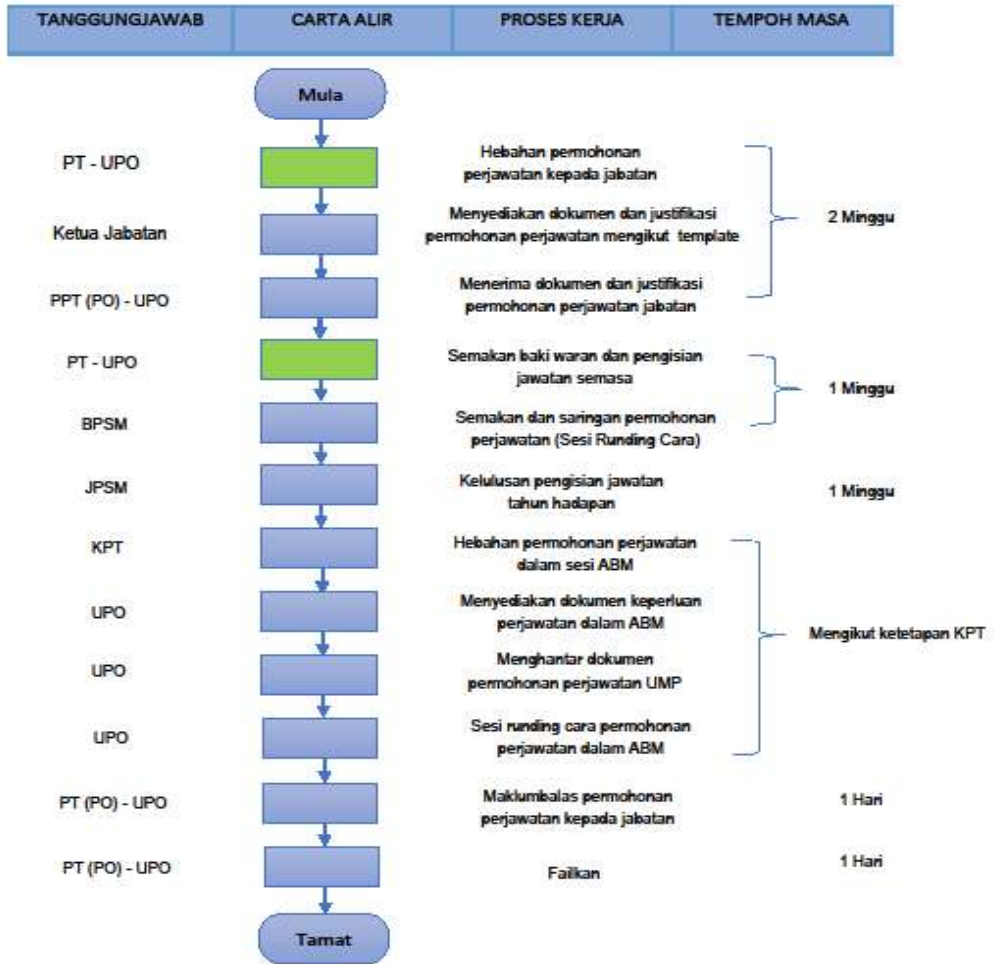 TANGGUNGJAWAB CARTA ALIR PROSES KERJA TEMPOH MASA
Mula
PT - UPO
Hebahan permohonan
perjawatan kepada jabatan
Ketua Jabatan
Menyediakan dokumen dan justifikasi
permohonan perjawatan mengikut template
2 Minggu
PPT (PO) - UPO
Menerima dokumen dan justifikasi
permohonan perjawatan jabatan
PT - UPO
Semakan baki waran dan pengisian
jawatan semasa
1 Minggu
BPSM
Semakan dan saringan permohonan
perjawatan (Sesi Runding Cara)
JPSM
Kelulusan pengisian jawatan
tahun hadapan
1 Minggu
KPT
Hebahan permohonan perjawatan
dalam sesi ABM
UPO
Menyediakan dokumen keperluan
perjawatan dalam ABM
Mengikut ketetapan KPT
UPO
Menghantar dokumen
permohonan perjawatan UMP
UPO
Sesi runding cara permohonan
perjawatan dalam ABM
PT (PO) - UPO
Maklumbalas permohonan
perjawatan kepada jabatan
1 Hari
PT (PO) - UPO
Failkan
1 Hari
Tamat